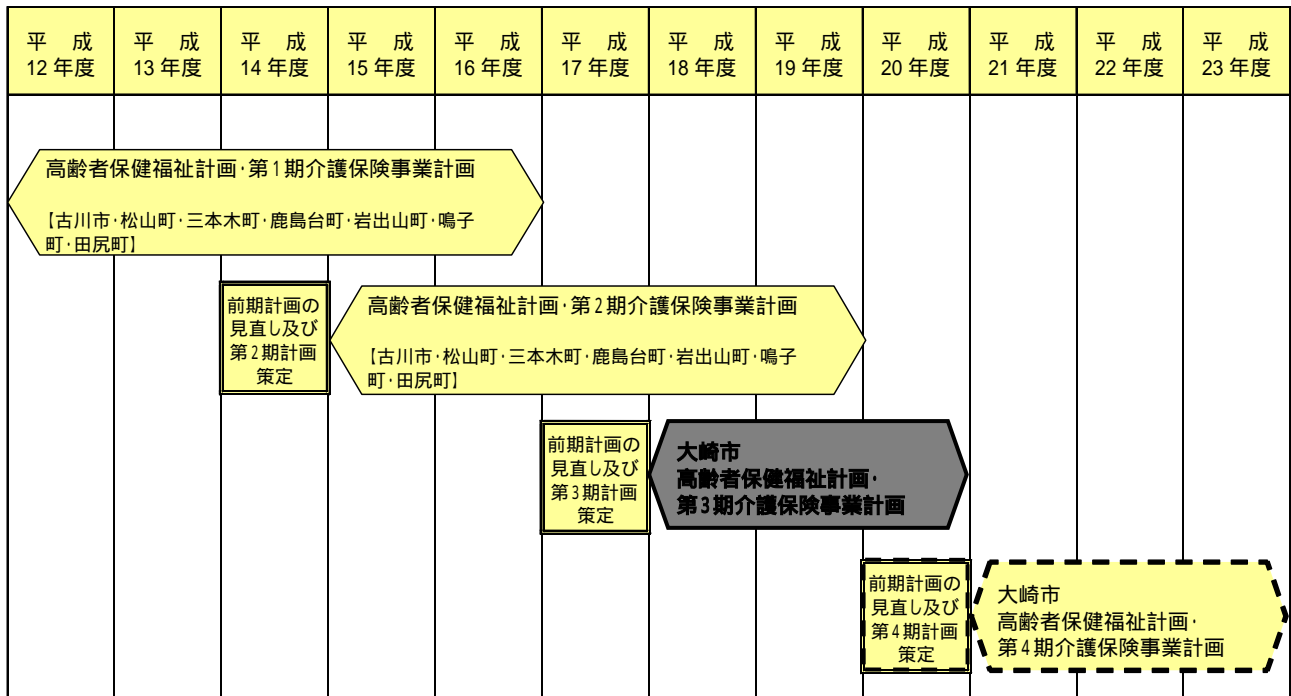 平　成 平　成 平　成 平　成 平　成 平　成 平　成 平　成 平　成 平　成 平　成 平　成
12 年度 13 年度 14 年度 15 年度 16 年度 17 年度 18 年度 19 年度 20 年度 21 年度 22 年度 23 年度
高齢者保健福祉計画･第1期介護保険事業計画
【古川市･松山町･三本木町･鹿島台町･岩出山町･鳴子
町･田尻町】
前期計画の
見直し及び
第2期計画
策定
高齢者保健福祉計画･第2期介護保険事業計画
【古川市･松山町･三本木町･鹿島台町･岩出山町･鳴子
町･田尻町】
前期計画の
見直し及び
第3期計画
策定
大崎市
高齢者保健福祉計画･
第3期介護保険事業計画
前期計画の
見直し及び
第4期計画
策定
大崎市
高齢者保健福祉計画･
第4期介護保険事業計画